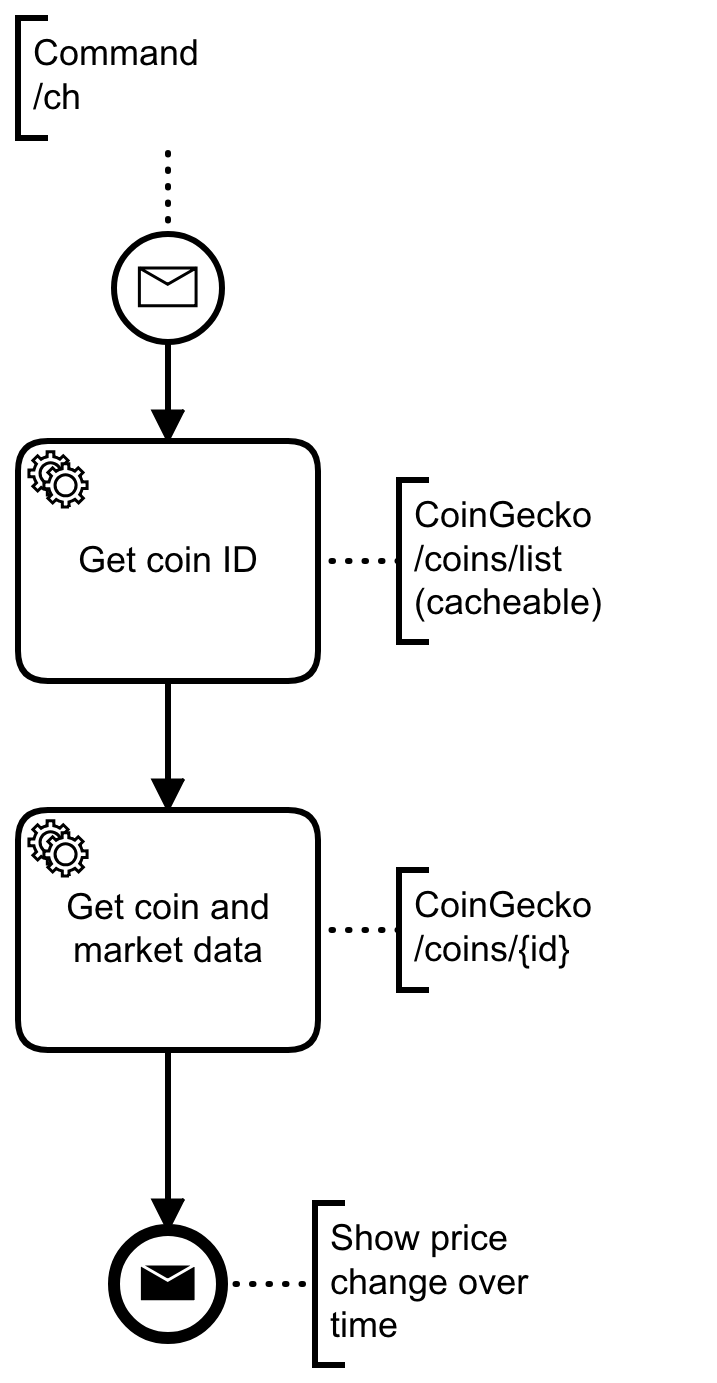 Command
/ch
Get coin ID
CoinGecko
/coins/list
(cacheable)
Get coin and
market data
CoinGecko
/coins/{id}
Show price
change over
time